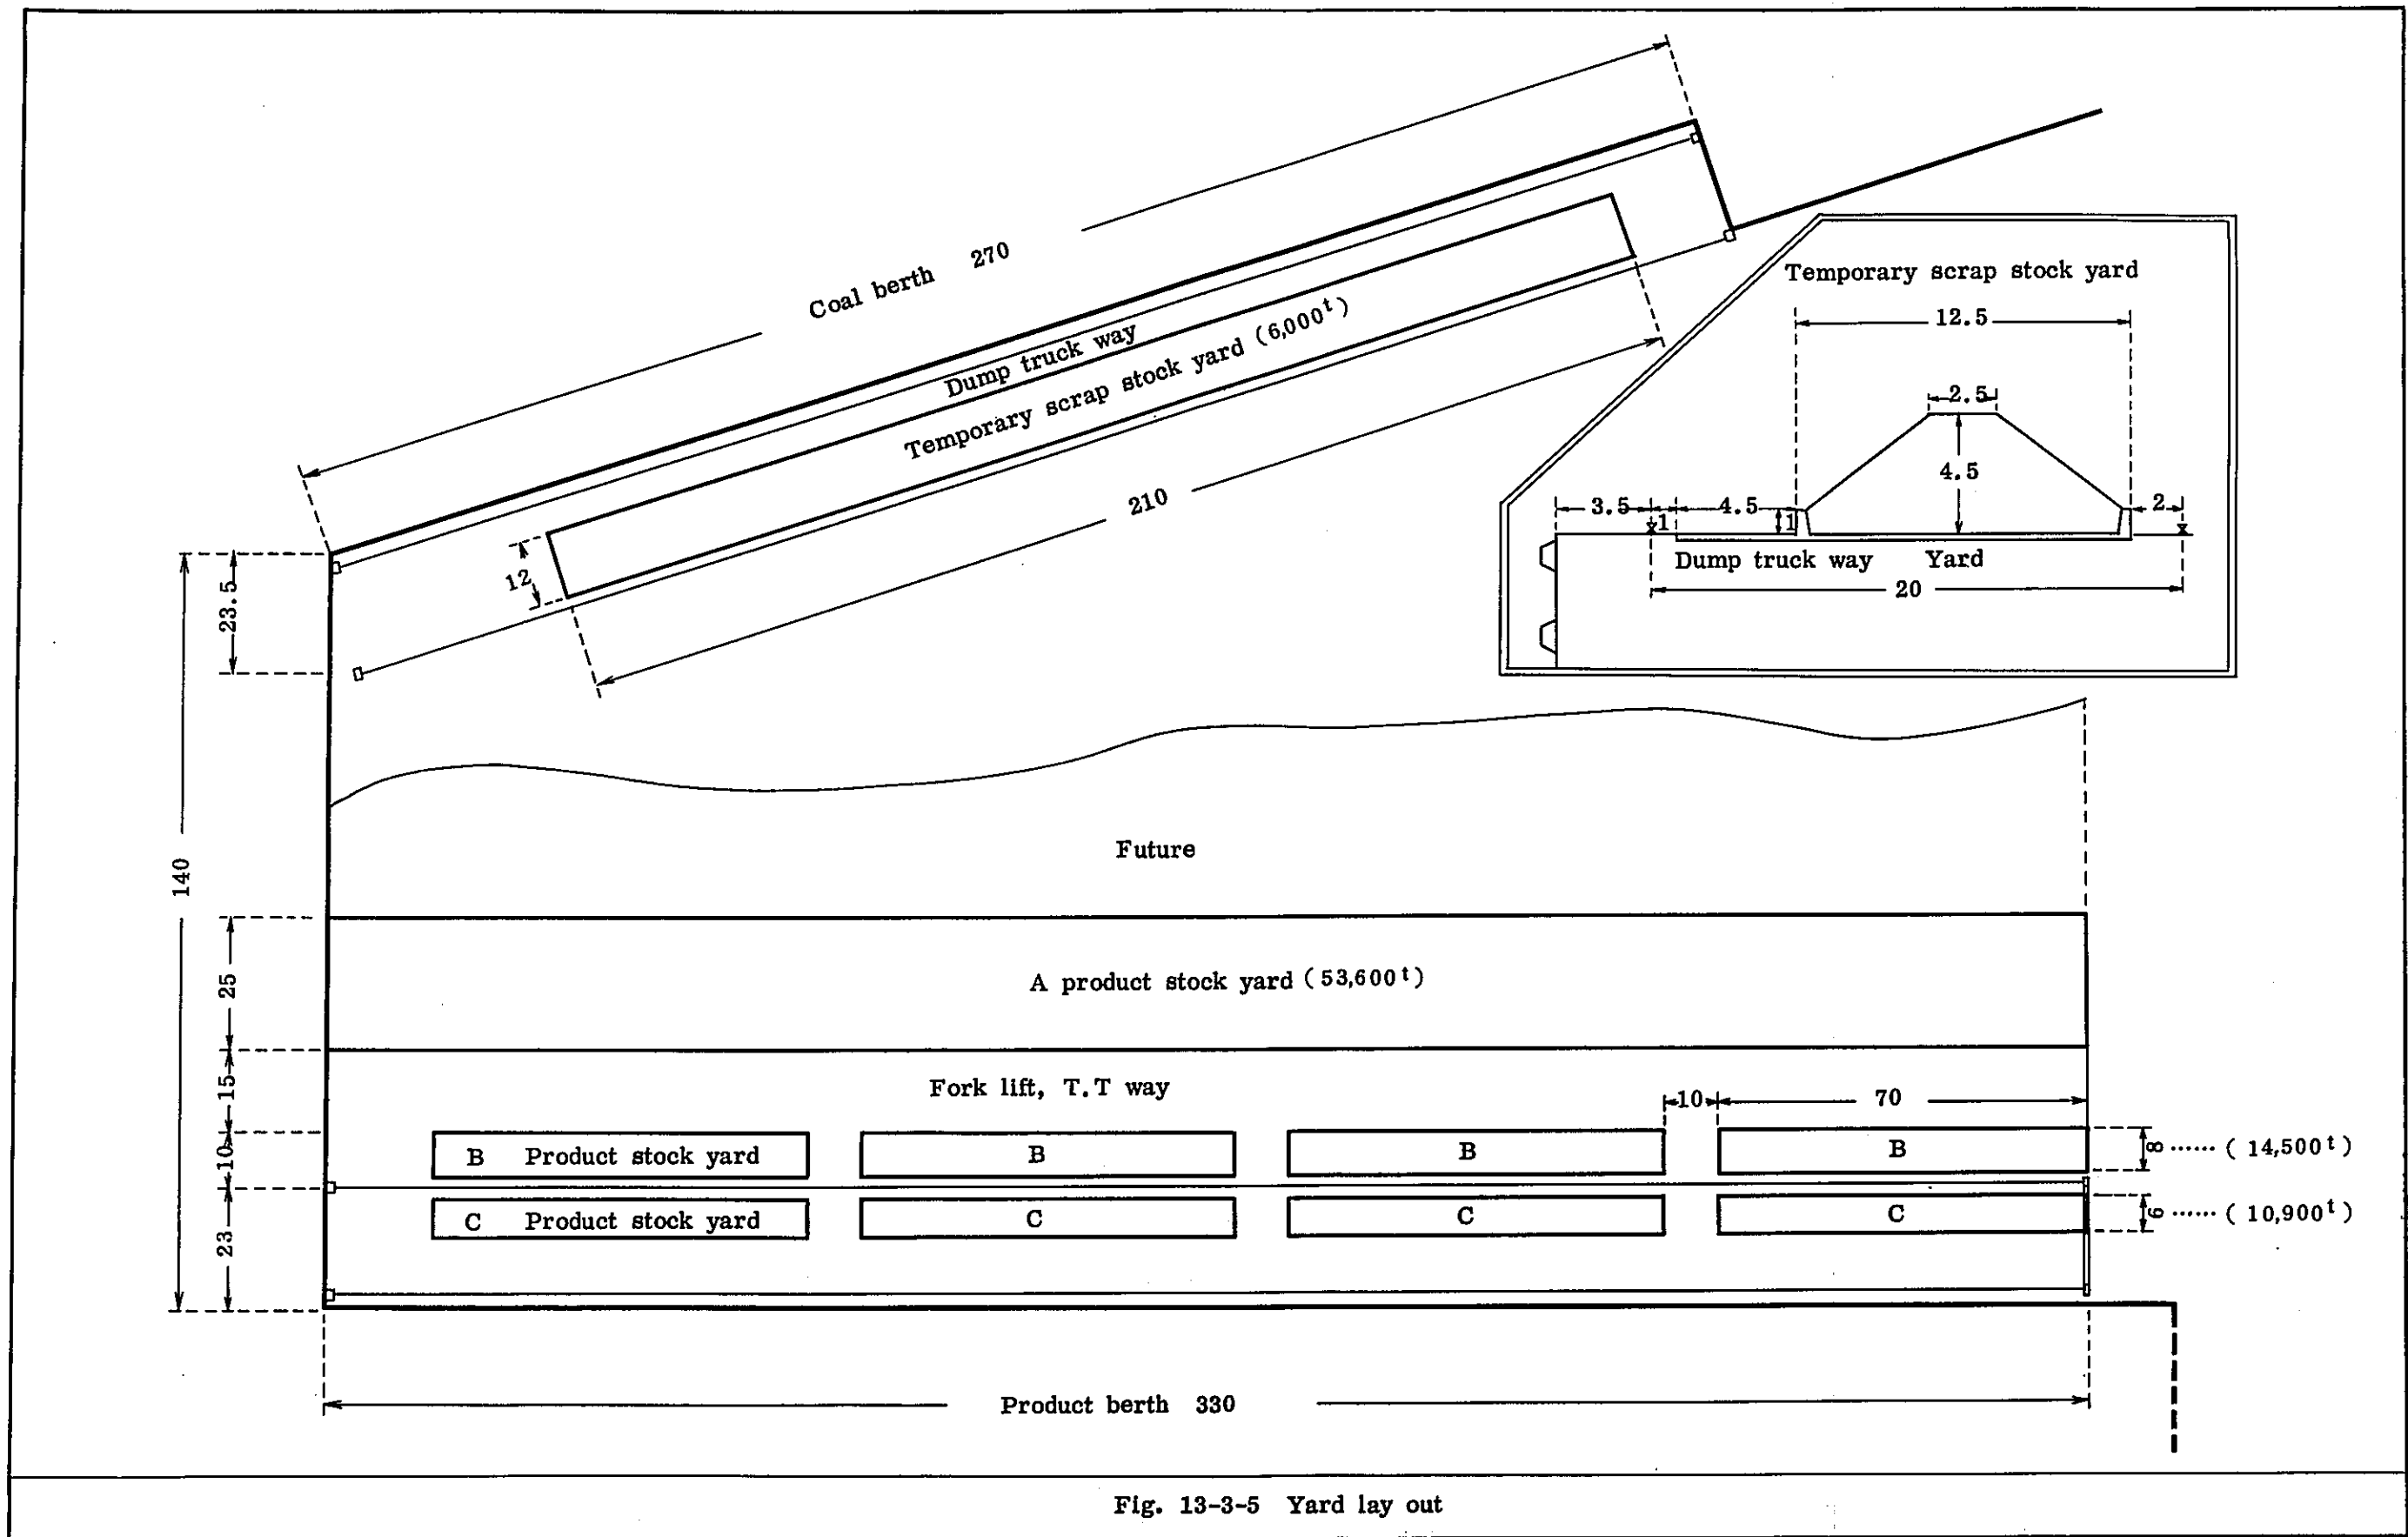 Coal berth 270
Dump truck way
Temporary scrap stock yard (6,000t)
210
12
23.5
140
Temporary scrap stock yard
12.5
2.5
4.5
3.5
1
4.5
1
2
Dump truck way Yard
20
Future
25
A product stock yard (53,600t)
15
Fork lift, T.T way
10
70
10
B Product stock yard
B
B
B
8 ...... ( 14,500t)
23
C Product stock yard
C
C
C
6 ...... ( 10,900t)
Product berth 330
Fig. 13-3-5 Yard lay out